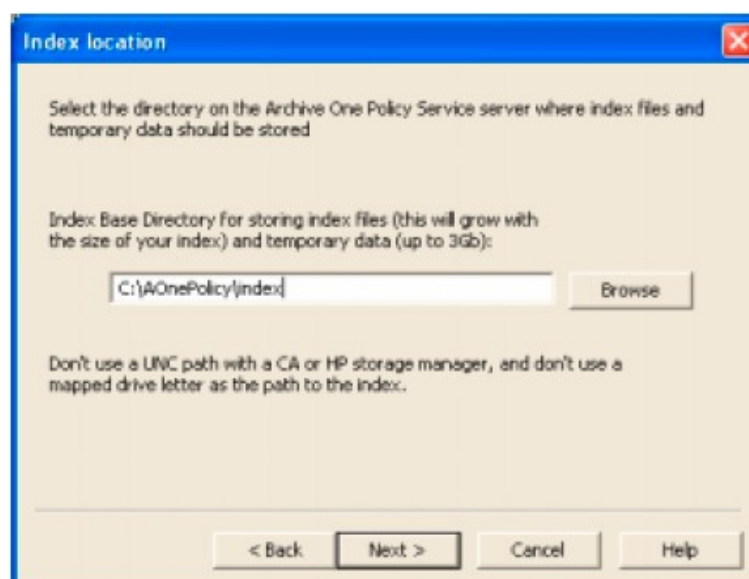 Index location
Select the directory on the Archive One Policy Service server where index files and
temporary data should be stored
Index Base Directory for storing index files (this will grow with
the size of your index) and temporary data (up to 3Gb):
C:\AOnePolicy\index
Browse
Don't use a UNC path with a CA or HP storage manager, and don't use a
mapped drive letter as the path to the index.
< Back
Next >
Cancel
Help